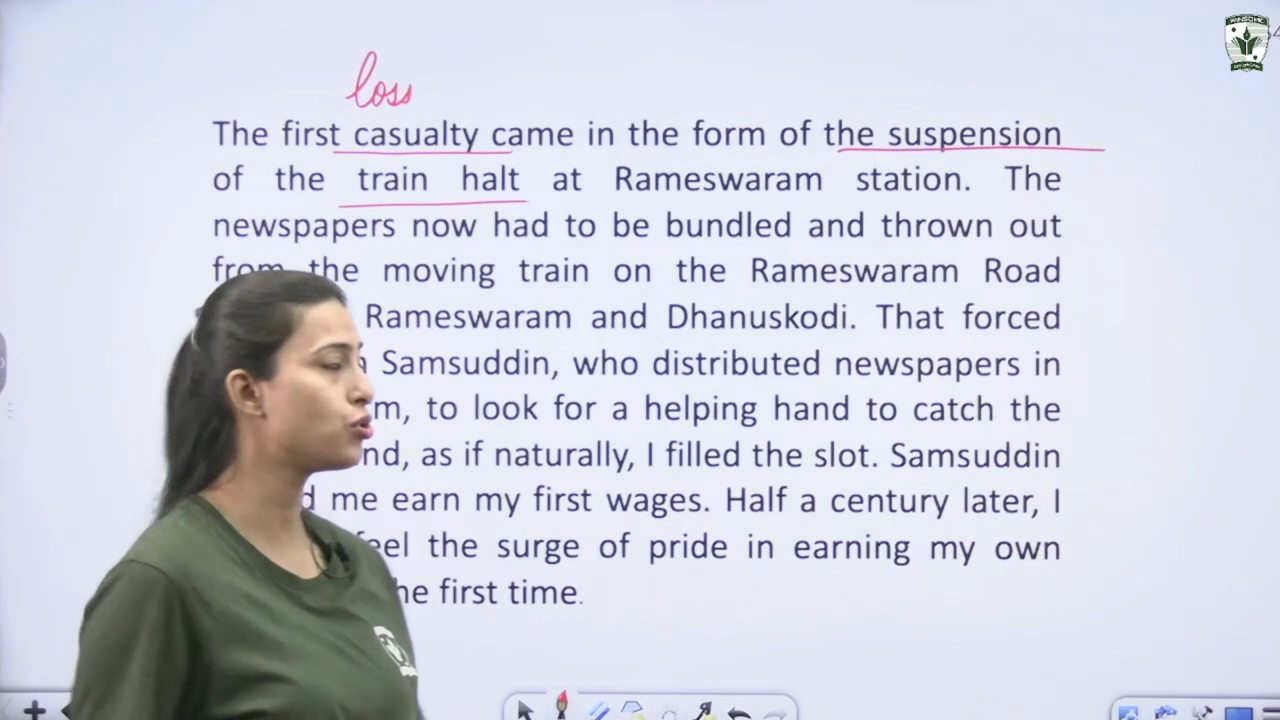 loss
The first casualty came in the form of the suspension
of the train halt at Rameswaram station. The
newspapers now had to be bundled and thrown out
from the moving train on the Rameswaram Road
Rameswaram and Dhanuskodi. That forced
Samsuddin, who distributed newspapers in
to look for a helping hand to catch the
as if naturally, I filled the slot. Samsuddin
me earn my first wages. Half a century later, I
feel the surge of pride in earning my own
first time.